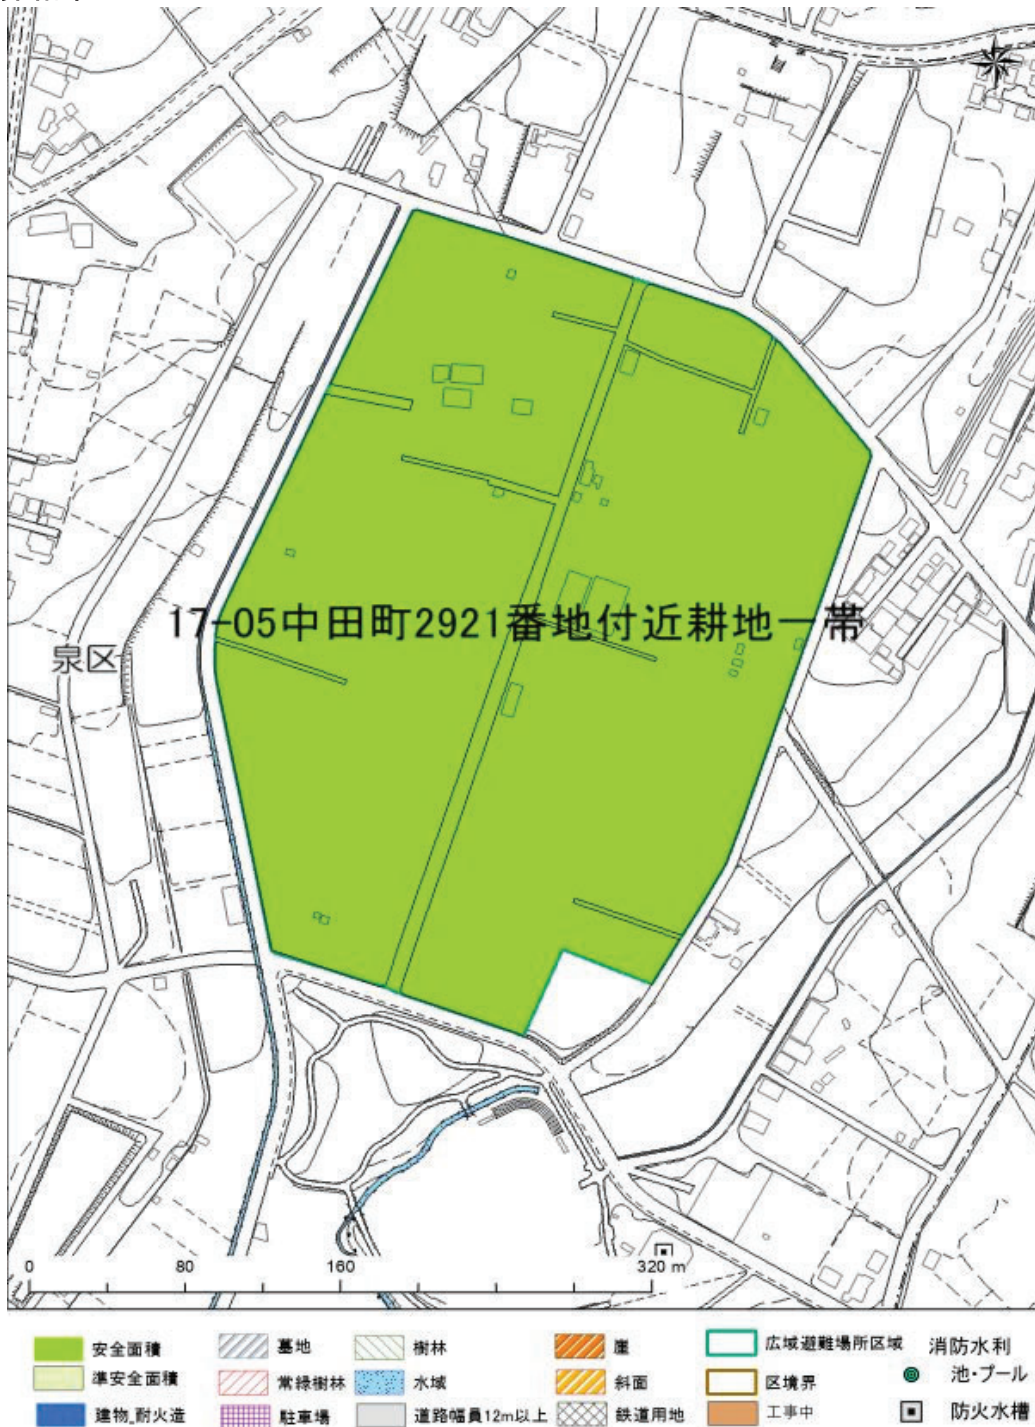 17-05中田町2921番地付近耕地一帯
泉区
0 80 160 320 m
安全面積 墓地 樹林 崖 広域避難場所区域 消防水利
準安全面積 常緑樹林 水域 斜面 区境界 池・プール
建物_耐火造 駐車場 道路幅員12m以上 鉄道用地 工事中 防火水槽